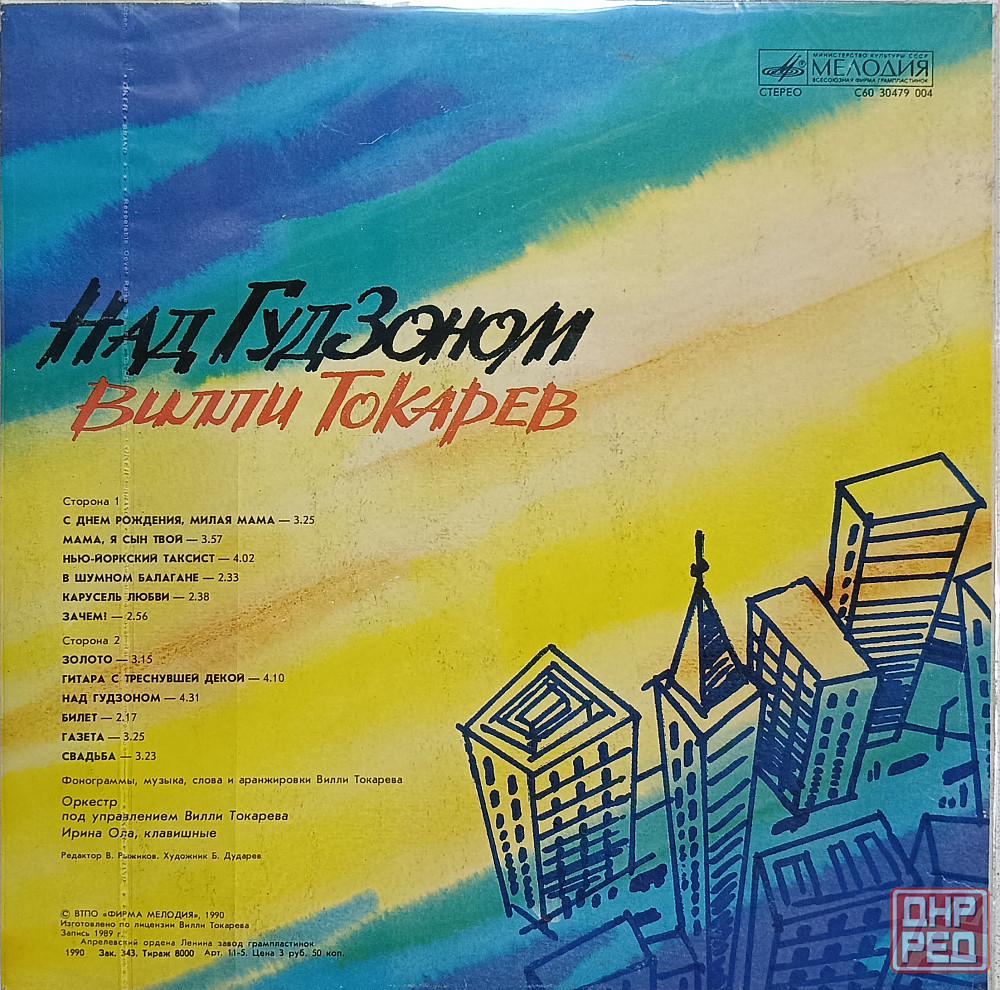 МИНИСТЕРСТВО КУЛЬТУРЫ СССР
МЕЛОДИЯ
ВСЕСОЮЗНАЯ ФИРМА ГРАМПЛАСТИНОК
СТЕРЕО С60 30479 004
НАД ГУДЗОНОМ
ВИЛЛИ ТОКАРЕВ
Сторона 1
С ДНЕМ РОЖДЕНИЯ, МИЛАЯ МАМА — 3.25
МАМА, Я СЫН ТВОЙ — 3.57
НЬЮ-ЙОРКСКИЙ ТАКСИСТ — 4.02
В ШУМНОМ БАЛАГАНЕ — 2.33
КАРУСЕЛЬ ЛЮБВИ — 2.38
ЗАЧЕМ? — 2.56
Сторона 2
ЗОЛОТО — 3.15
ГИТАРА С ТРЕСНУВШЕЙ ДЕКОЙ — 4.10
НАД ГУДЗОНОМ — 4.31
БИЛЕТ — 2.17
ГАЗЕТА — 3.25
СВАДЬБА — 3.23
Фонограммы, музыка, слова и аранжировки Вилли Токарева
Оркестр
под управлением Вилли Токарева
Ирина Ола, клавишные
Редактор В. Рыжиков. Художник Б. Дударев
© ВТПО «ФИРМА МЕЛОДИЯ», 1990
Изготовлено по лицензии Вилли Токарева
Запись 1989 г.
Апрелевский ордена Ленина завод грампластинок
1990 Зак. 343. Тираж 8000 Арт. 11-5. Цена 3 руб. 50 коп.
ДНР
РЕД